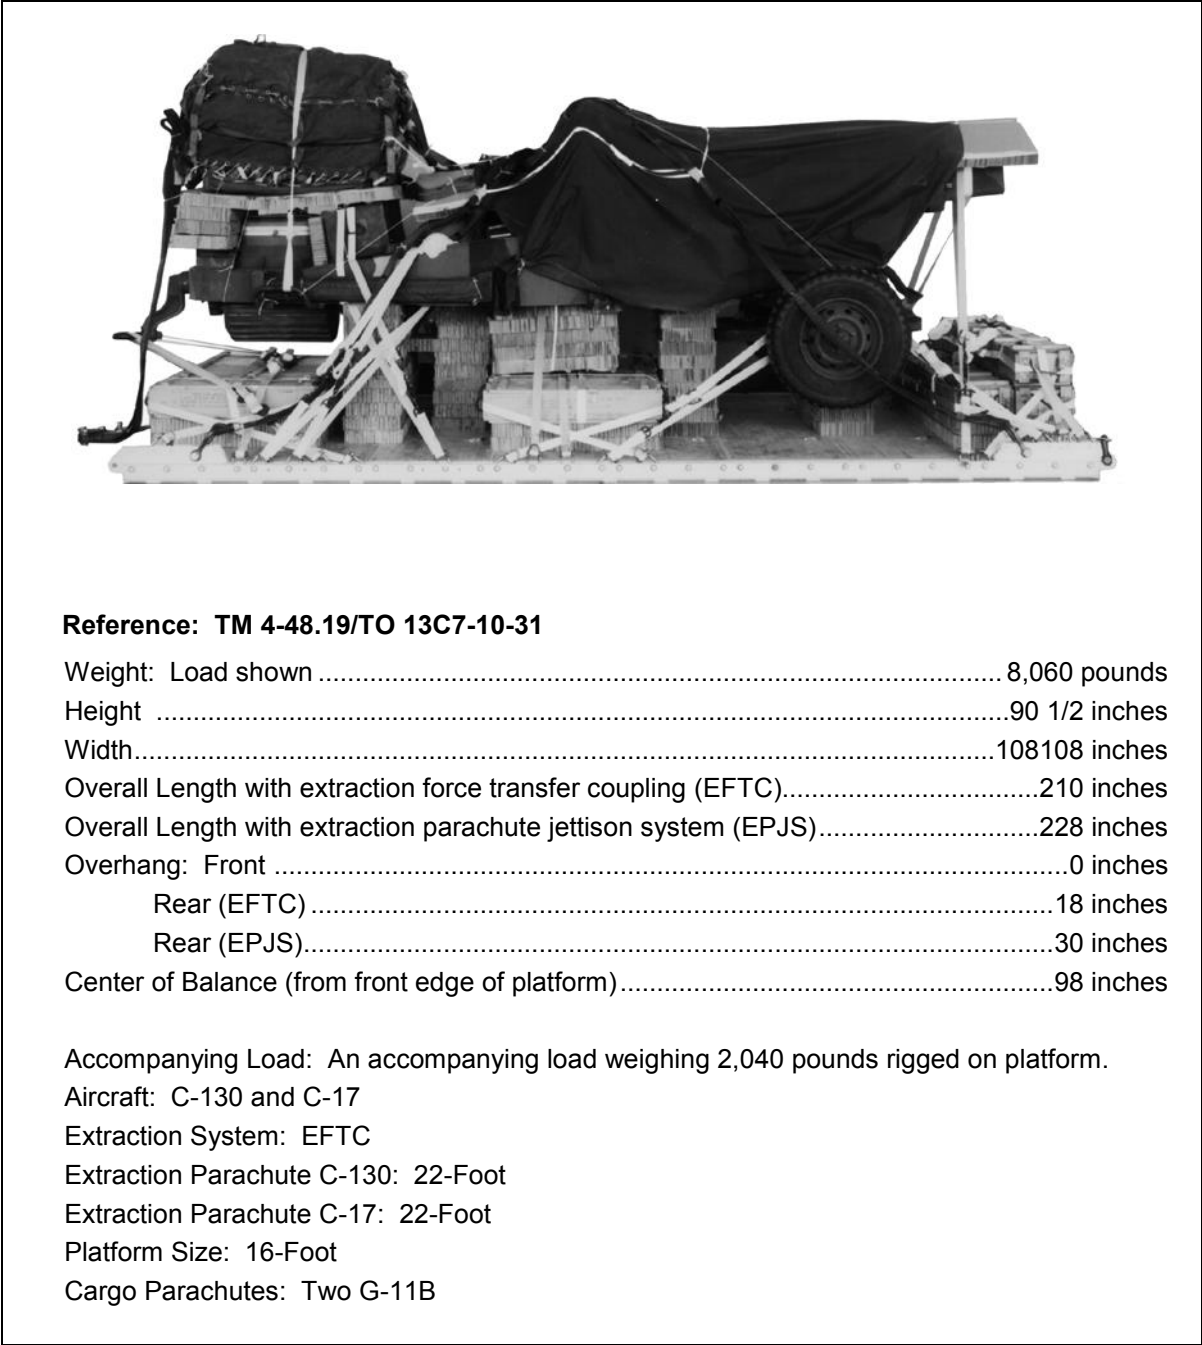 Reference: TM 4-48.19/TO 13C7-10-31
Weight: Load shown ........................................................................................................ 8,060 pounds
Height ..................................................................................................................................90 1/2 inches
Width....................................................................................................................................108108 inches
Overall Length with extraction force transfer coupling (EFTC).......................................210 inches
Overall Length with extraction parachute jettison system (EPJS)..................................228 inches
Overhang: Front .........................................................................................................................0 inches
Rear (EFTC) .................................................................................................................18 inches
Rear (EPJS)..................................................................................................................30 inches
Center of Balance (from front edge of platform)..................................................................98 inches
Accompanying Load: An accompanying load weighing 2,040 pounds rigged on platform.
Aircraft: C-130 and C-17
Extraction System: EFTC
Extraction Parachute C-130: 22-Foot
Extraction Parachute C-17: 22-Foot
Platform Size: 16-Foot
Cargo Parachutes: Two G-11B